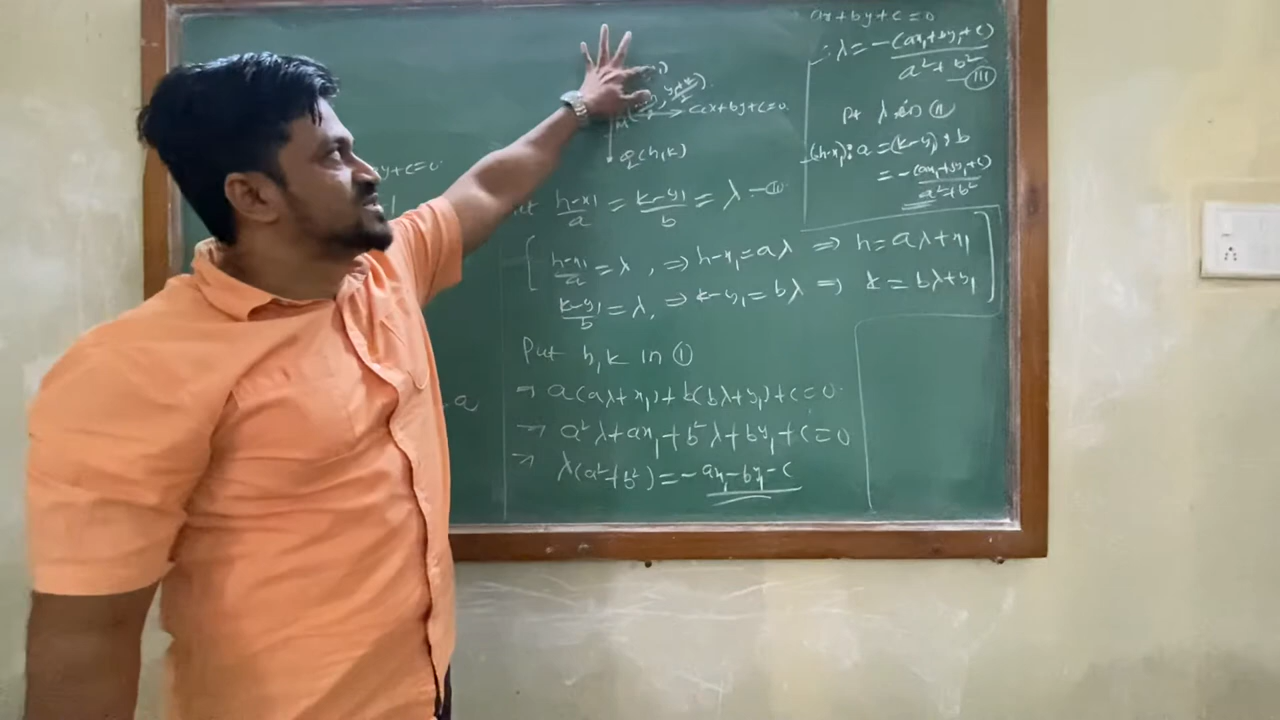 y+c=0
a
ax+by+c=0
Q(h,k)
h-x₁/a = k-y₁/b = λ -(II)
[ h-x₁/a = λ, ⇒ h-x₁=aλ ⇒ h=aλ+x₁
k-y₁/b = λ, ⇒ k-y₁=bλ ⇒ k=bλ+y₁ ]
Put h,k in (I)
⇒ a(aλ+x₁)+b(bλ+y₁)+c=0
⇒ a²λ+ax₁+b²λ+by₁+c=0
⇒ λ(a²+b²)=-ax₁-by₁-c
ax+by+c=0
∴ λ = -(ax₁+by₁+c)/a²+b² -(III)
λ in (II)
(h-x₁):a=(k-y₁):b
= -(ax₁+by₁+c)/a²+b²